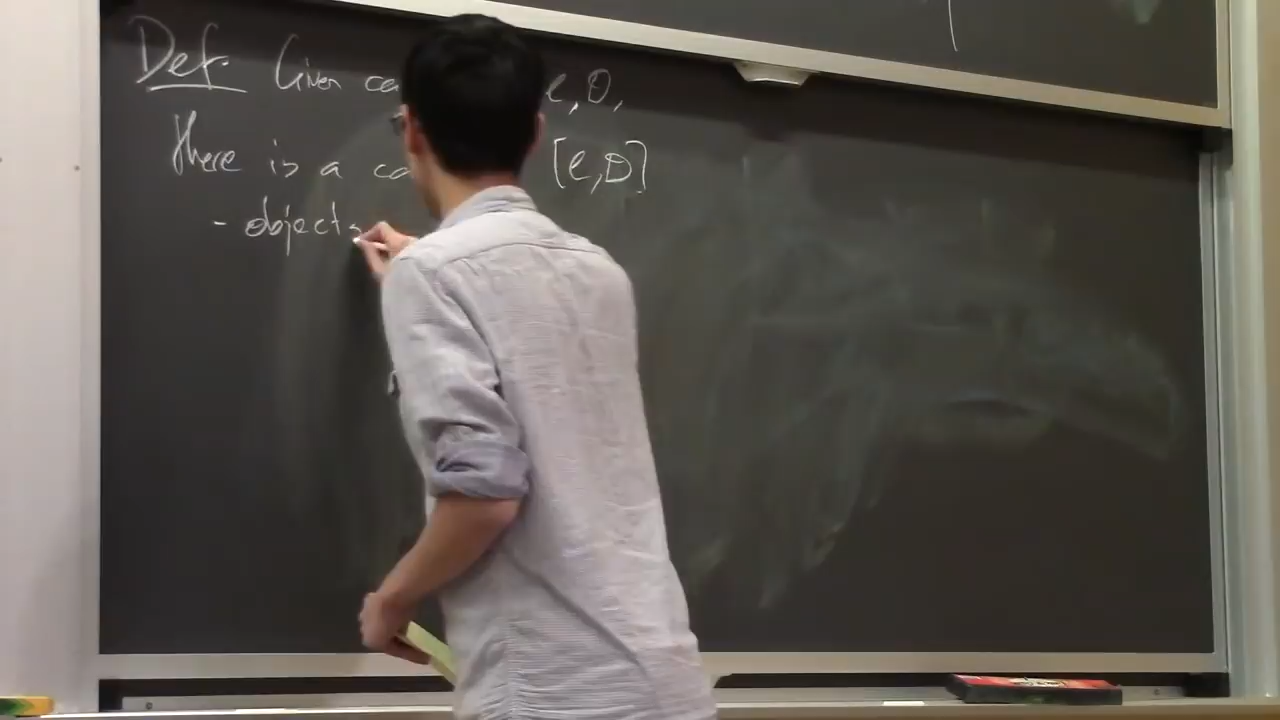 Def. Given ca e, D,
there is a ca [e, D]
- objects